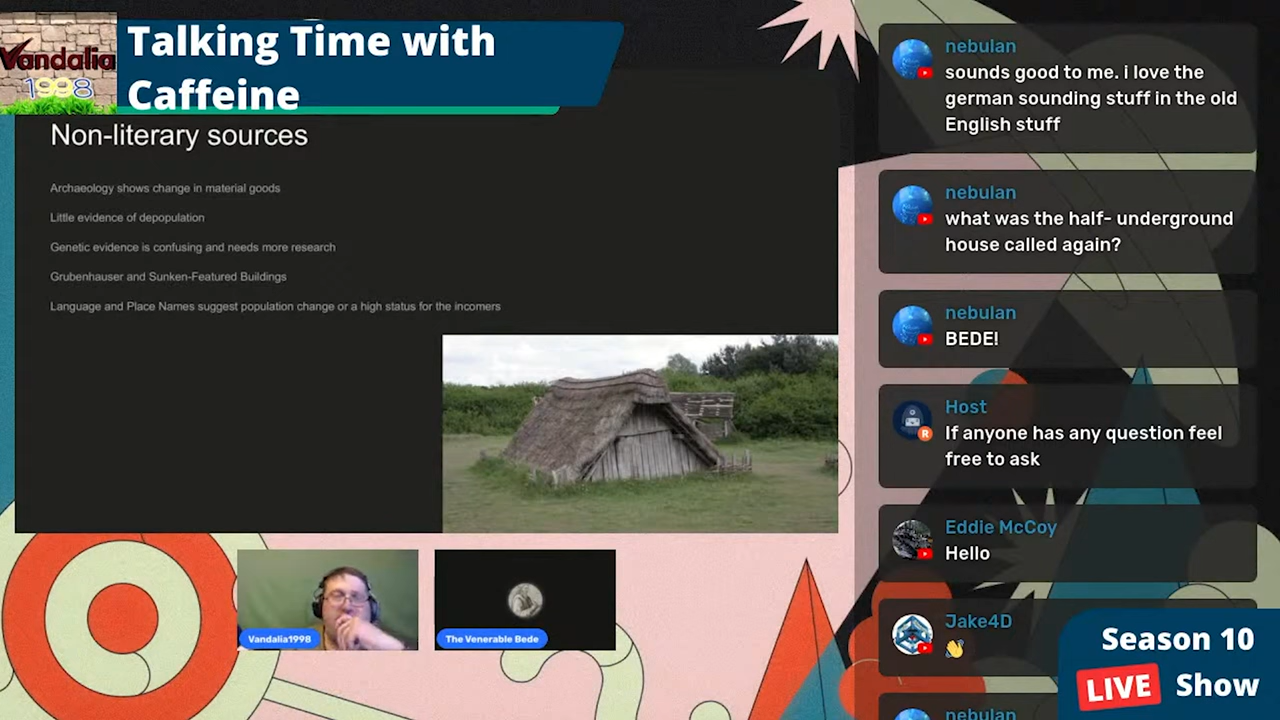 Vandalia
1998
Talking Time with
Caffeine
Non-literary sources
Archaeology shows change in material goods
Little evidence of depopulation
Genetic evidence is confusing and needs more research
Grubenhauser and Sunken-Featured Buildings
Language and Place Names suggest population change or a high status for the incomers
Vandalia1998
The Venerable Bede
nebulan
sounds good to me. i love the
german sounding stuff in the old
English stuff
nebulan
what was the half- underground
house called again?
nebulan
BEDE!
Host
R
If anyone has any question feel
free to ask
Eddie McCoy
Hello
Jake4D
👋
nebulan
Season 10
LIVE Show